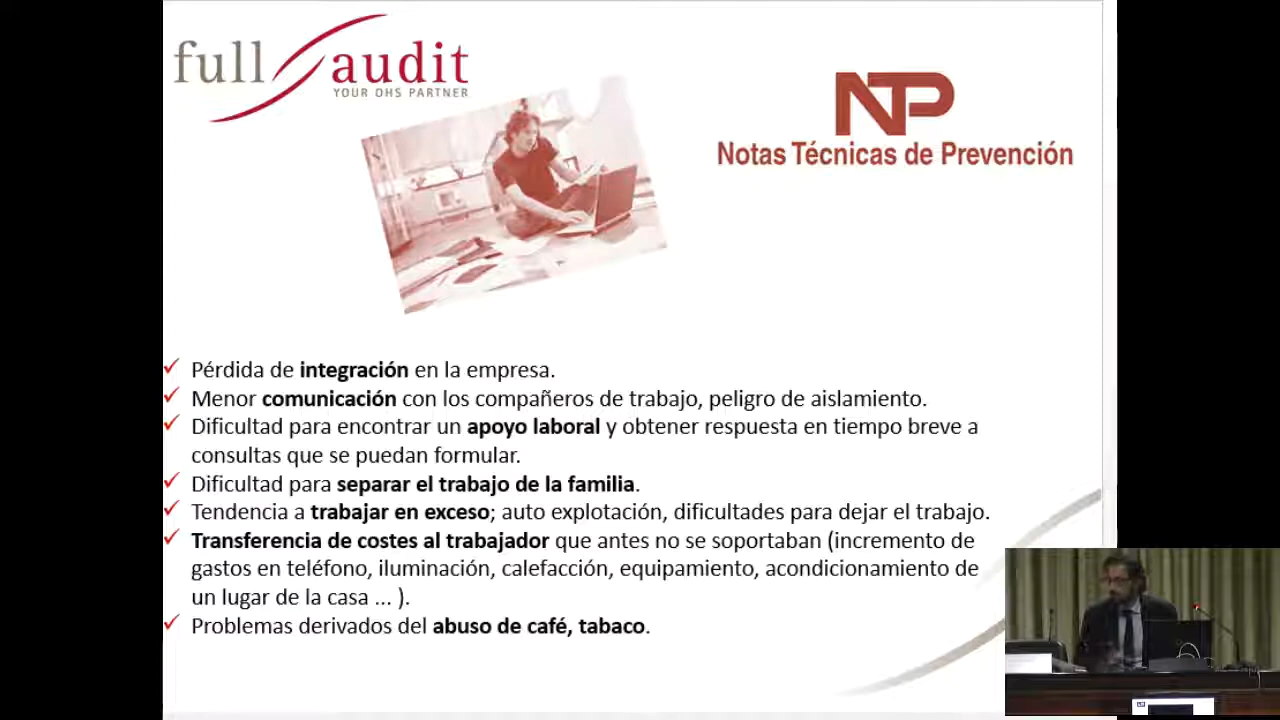 full audit
YOUR OHS PARTNER
NTP
Notas Técnicas de Prevención
Pérdida de integración en la empresa.
Menor comunicación con los compañeros de trabajo, peligro de aislamiento.
Dificultad para encontrar un apoyo laboral y obtener respuesta en tiempo breve a
consultas que se puedan formular.
Dificultad para separar el trabajo de la familia.
Tendencia a trabajar en exceso; auto explotación, dificultades para dejar el trabajo.
Transferencia de costes al trabajador que antes no se soportaban (incremento de
gastos en teléfono, iluminación, calefacción, equipamiento, acondicionamiento de
un lugar de la casa ... ).
Problemas derivados del abuso de café, tabaco.